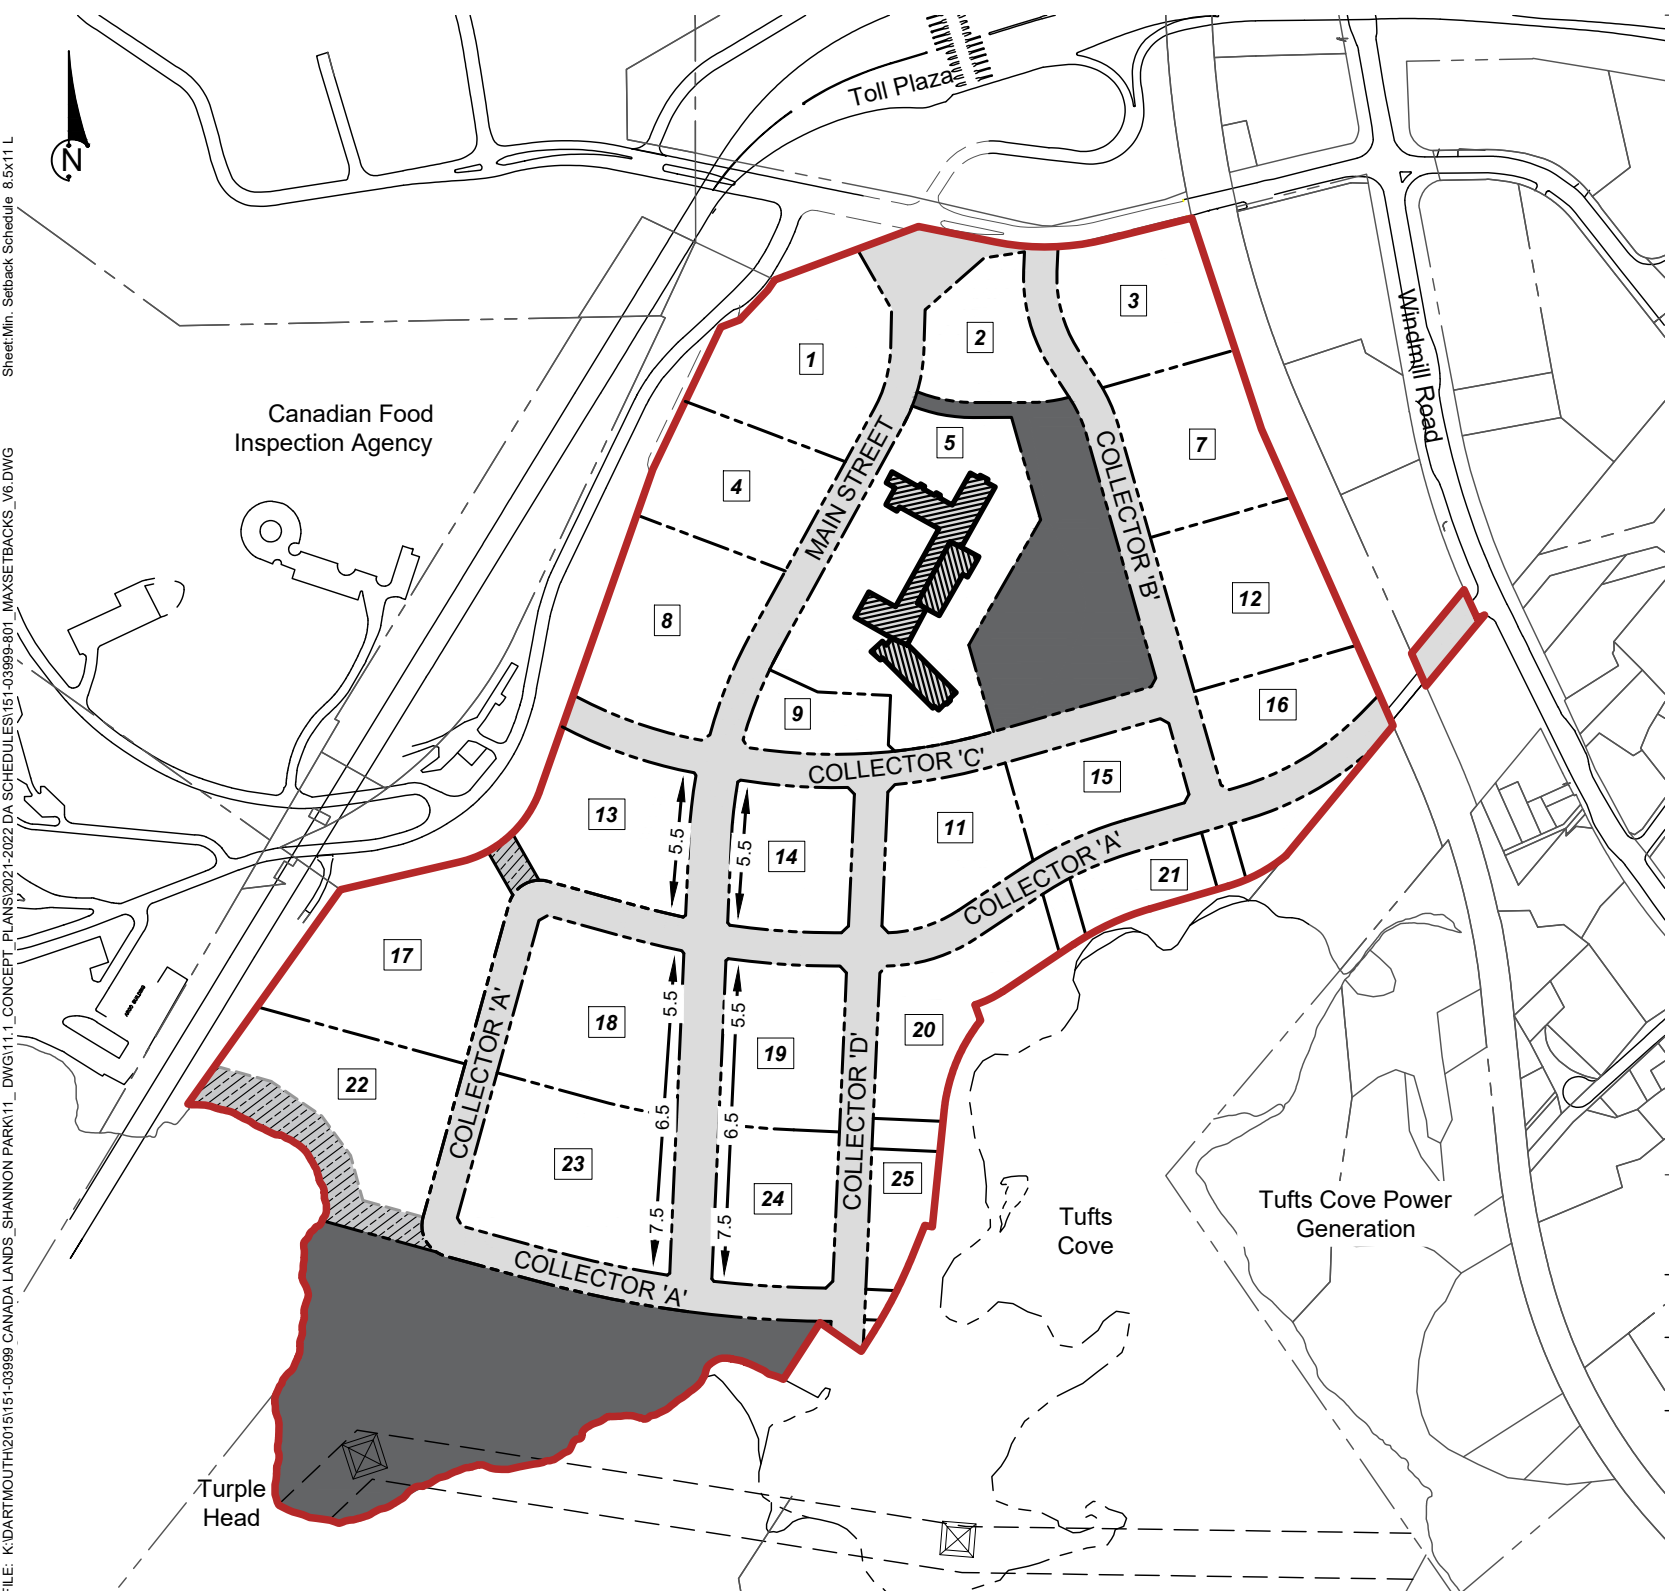 Sheet:Min. Setback Schedule 8.5x11 L
FILE: K:\DARTMOUTH\2015\151-03999 CANADA LANDS_SHANNON PARK\11_ DWG\11.1_CONCEPT_PLANS\2021-2022 DA SCHEDULES\151-03999-801_MAXSETBACKS_V6.DWG
N
Toll Plaza
Windmill Road
Canadian Food
Inspection Agency
1
2
3
4
5
7
8
9
11
12
13
14
15
16
17
18
19
20
21
22
23
24
25
MAIN STREET
COLLECTOR 'B'
COLLECTOR 'C'
COLLECTOR 'A'
COLLECTOR 'A'
COLLECTOR 'D'
COLLECTOR 'A'
5.5
5.5
5.5
5.5
6.5
6.5
7.5
7.5
Tufts
Cove
Tufts Cove Power
Generation
Turple
Head